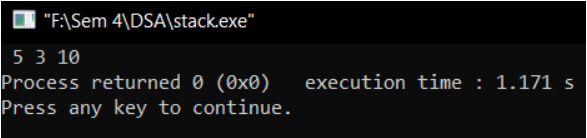 "F:\Sem 4\DSA\stack.exe"
5 3 10
Process returned 0 (0x0)   execution time : 1.171 s
Press any key to continue.